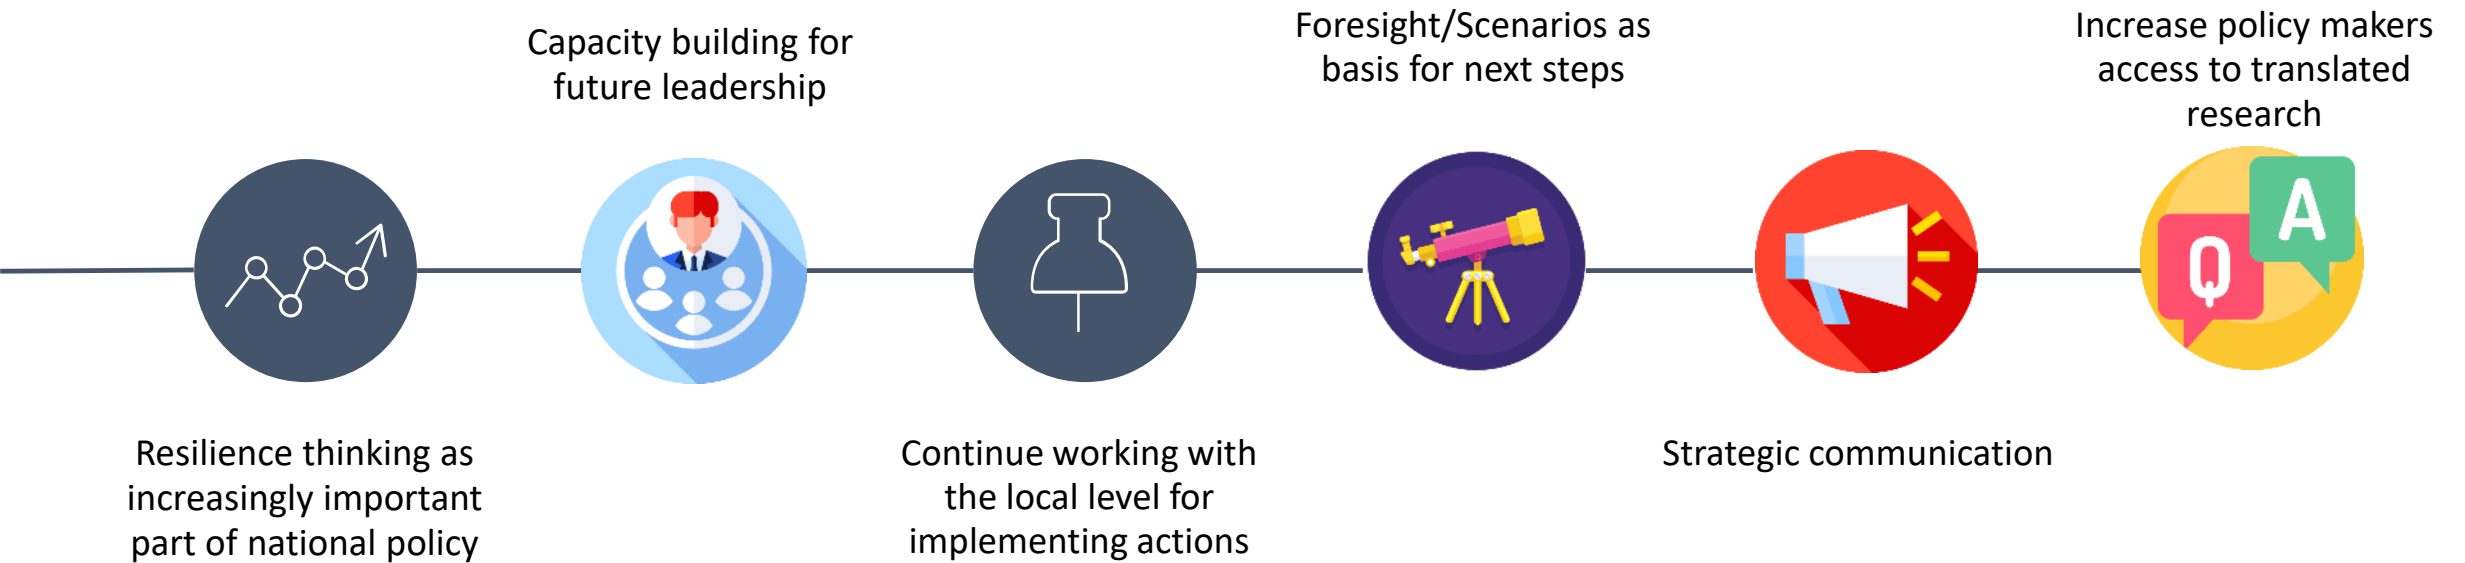 Resilience thinking as
increasingly important
part of national policy
Capacity building for
future leadership
Continue working with
the local level for
implementing actions
Foresight/Scenarios as
basis for next steps
Strategic communication
Increase policy makers
access to translated
research
Q
A